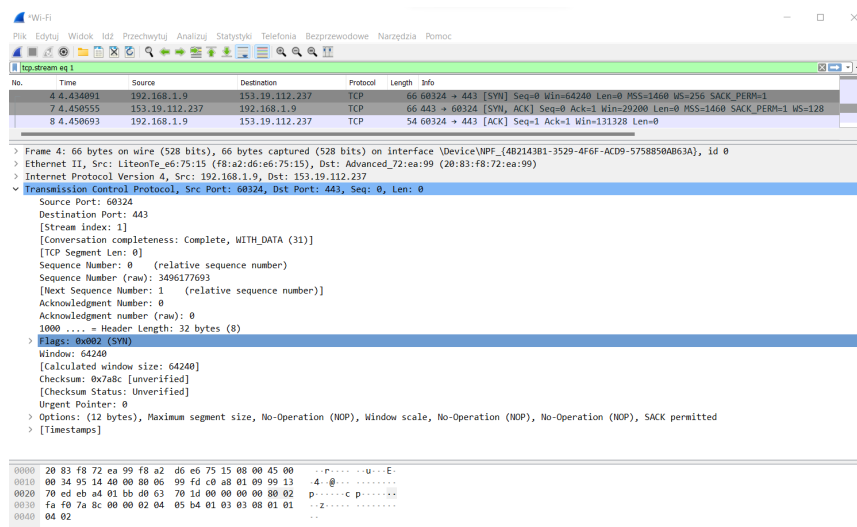 *Wi-Fi
Plik Edytuj Widok Idź Przechwytuj Analizuj Statystyki Telefonia Bezprzewodowe Narzędzia Pomoc
tcp.stream eq 1
No. Time Source Destination Protocol Length Info
4 4.434091 192.168.1.9 153.19.112.237 TCP 66 60324 → 443 [SYN] Seq=0 Win=64240 Len=0 MSS=1460 WS=256 SACK_PERM=1
7 4.450555 153.19.112.237 192.168.1.9 TCP 66 443 → 60324 [SYN, ACK] Seq=0 Ack=1 Win=29200 Len=0 MSS=1460 SACK_PERM=1 WS=128
8 4.450693 192.168.1.9 153.19.112.237 TCP 54 60324 → 443 [ACK] Seq=1 Ack=1 Win=131328 Len=0
> Frame 4: 66 bytes on wire (528 bits), 66 bytes captured (528 bits) on interface \Device\NPF_{4B2143B1-3529-4F6F-ACD9-5758850AB63A}, id 0
> Ethernet II, Src: LiteonTe_e6:75:15 (f8:a2:d6:e6:75:15), Dst: Advanced_72:ea:99 (20:83:f8:72:ea:99)
> Internet Protocol Version 4, Src: 192.168.1.9, Dst: 153.19.112.237
Transmission Control Protocol, Src Port: 60324, Dst Port: 443, Seq: 0, Len: 0
Source Port: 60324
Destination Port: 443
[Stream index: 1]
[Conversation completeness: Complete, WITH_DATA (31)]
[TCP Segment Len: 0]
Sequence Number: 0 (relative sequence number)
Sequence Number (raw): 3496177693
[Next Sequence Number: 1 (relative sequence number)]
Acknowledgment Number: 0
Acknowledgment number (raw): 0
1000 .... = Header Length: 32 bytes (8)
> Flags: 0x002 (SYN)
Window: 64240
[Calculated window size: 64240]
Checksum: 0x7a8c [unverified]
[Checksum Status: Unverified]
Urgent Pointer: 0
> Options: (12 bytes), Maximum segment size, No-Operation (NOP), Window scale, No-Operation (NOP), No-Operation (NOP), SACK permitted
> [Timestamps]
0000 20 83 f8 72 ea 99 f8 a2 d6 e6 75 15 08 00 45 00 ··r···· ··u···E·
0010 00 34 95 14 40 00 80 06 99 fd c0 a8 01 09 99 13 ·4··@··· ········
0020 70 ed eb a4 01 bb d0 63 70 1d 00 00 00 00 80 02 p······c p·······
0030 fa f0 7a 8c 00 00 02 04 05 b4 01 03 03 08 01 01 ··z····· ········
0040 04 02 ··